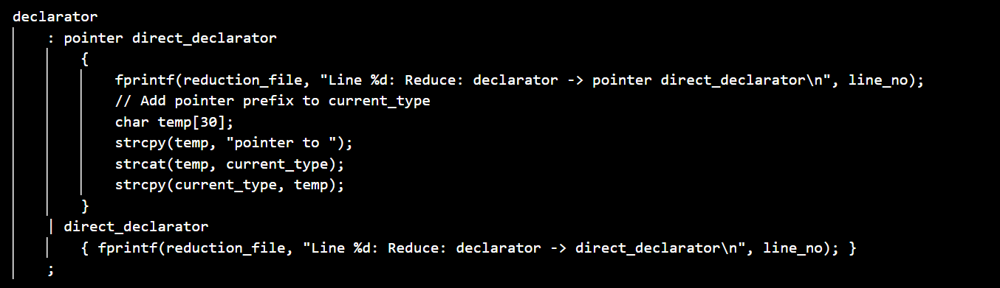 declarator
: pointer direct_declarator
{
fprintf(reduction_file, "Line %d: Reduce: declarator -> pointer direct_declarator\n", line_no);
// Add pointer prefix to current_type
char temp[30];
strcpy(temp, "pointer to ");
strcat(temp, current_type);
strcpy(current_type, temp);
}
| direct_declarator
{ fprintf(reduction_file, "Line %d: Reduce: declarator -> direct_declarator\n", line_no); }
;